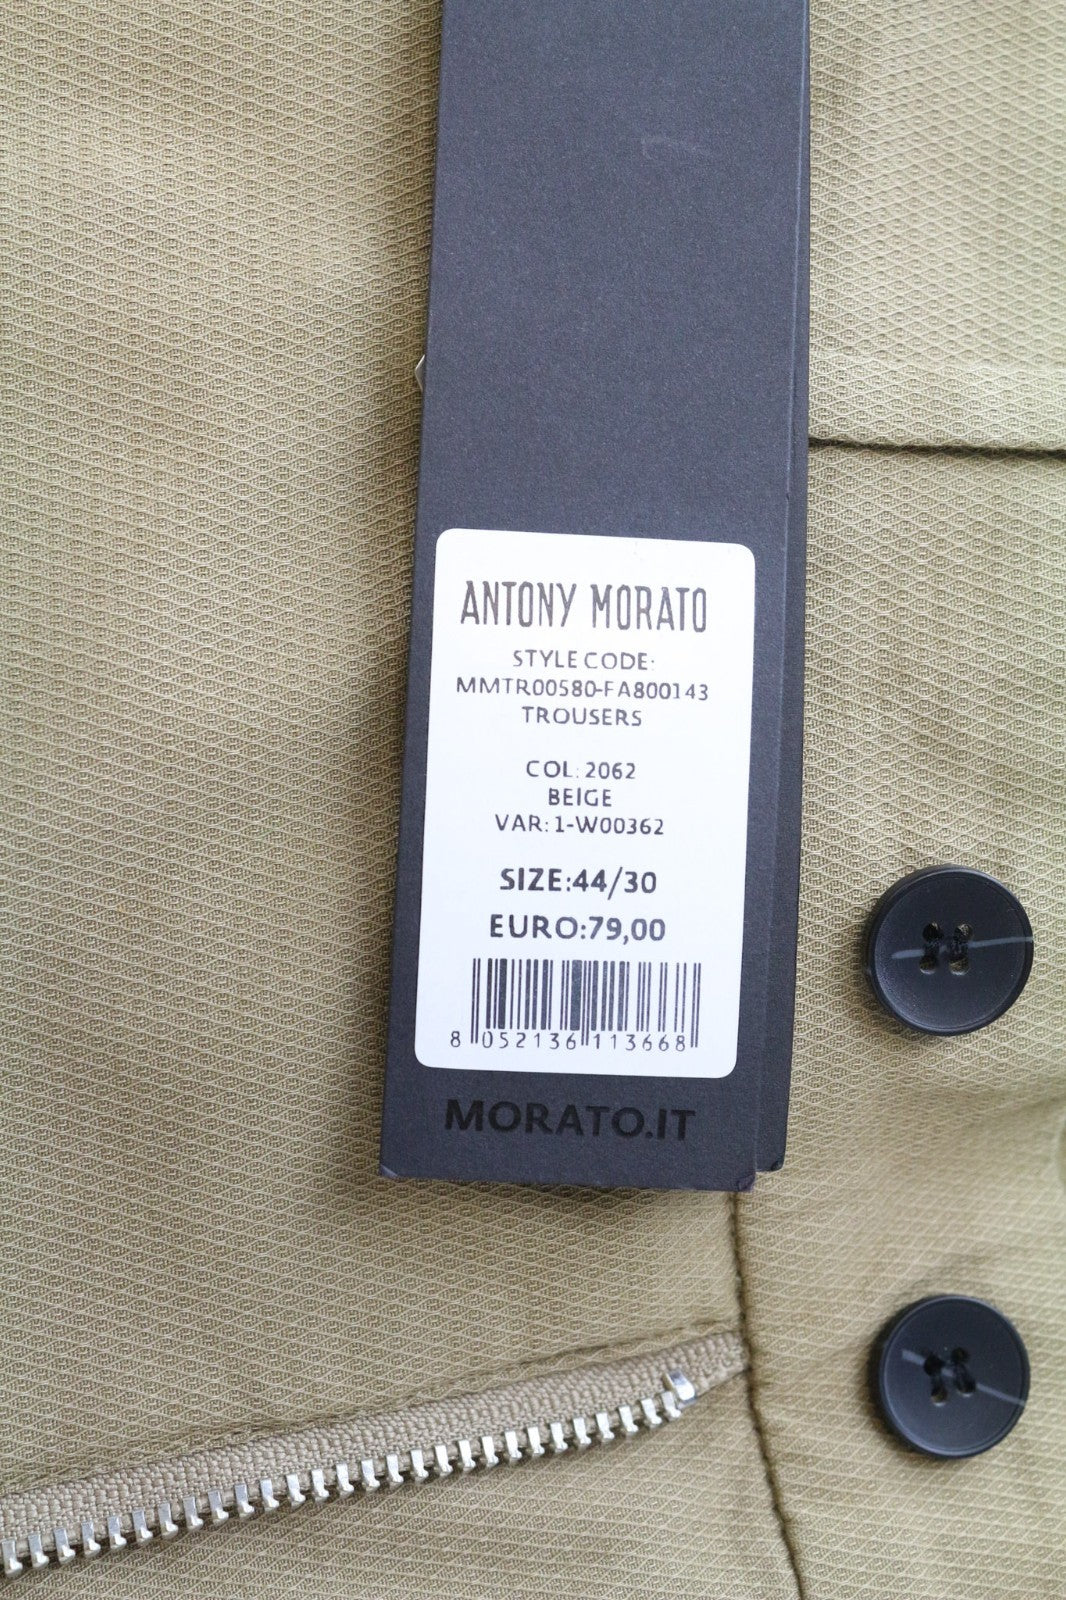 ANTONY MORATO
STYLE CODE:
MMTR00580-FA800143
TROUSERS
COL: 2062
BEIGE
VAR: 1-W00362
SIZE:44/30
EURO:79,00
8 052136 113668
MORATO.IT